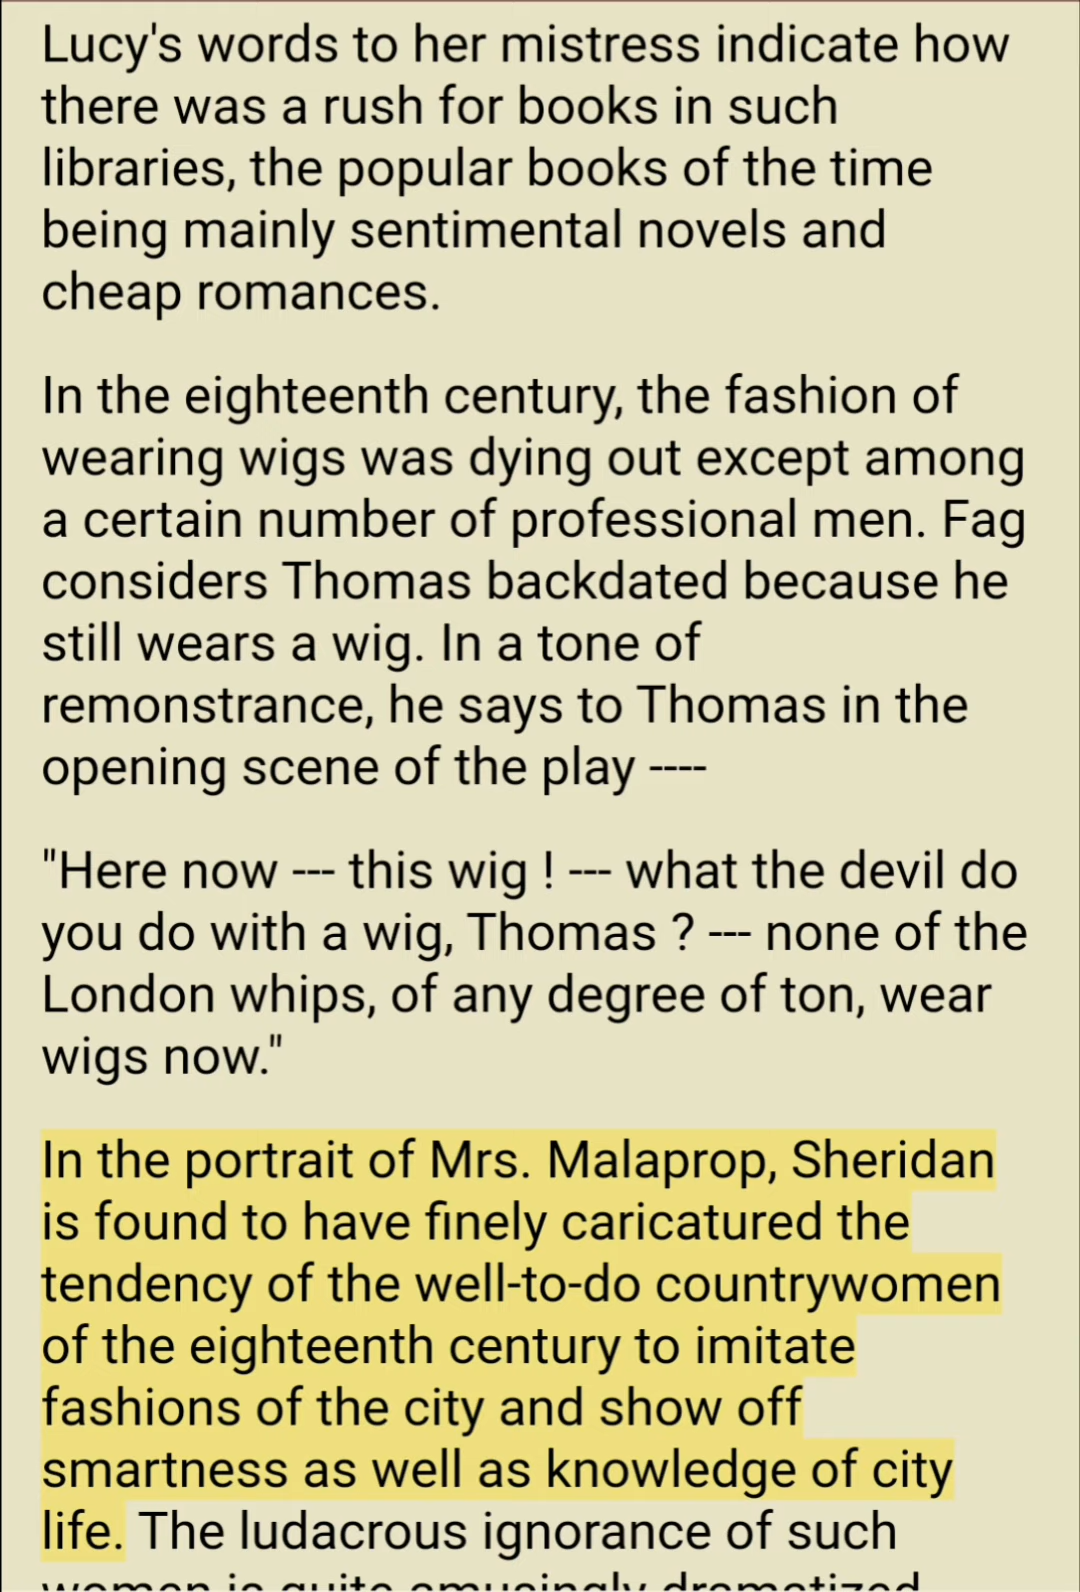 Lucy's words to her mistress indicate how
there was a rush for books in such
libraries, the popular books of the time
being mainly sentimental novels and
cheap romances.
In the eighteenth century, the fashion of
wearing wigs was dying out except among
a certain number of professional men. Fag
considers Thomas backdated because he
still wears a wig. In a tone of
remonstrance, he says to Thomas in the
opening scene of the play ----
"Here now --- this wig ! --- what the devil do
you do with a wig, Thomas ? --- none of the
London whips, of any degree of ton, wear
wigs now."
In the portrait of Mrs. Malaprop, Sheridan
is found to have finely caricatured the
tendency of the well-to-do countrywomen
of the eighteenth century to imitate
fashions of the city and show off
smartness as well as knowledge of city
life. The ludacrous ignorance of such
women is quite amusingly dramatized